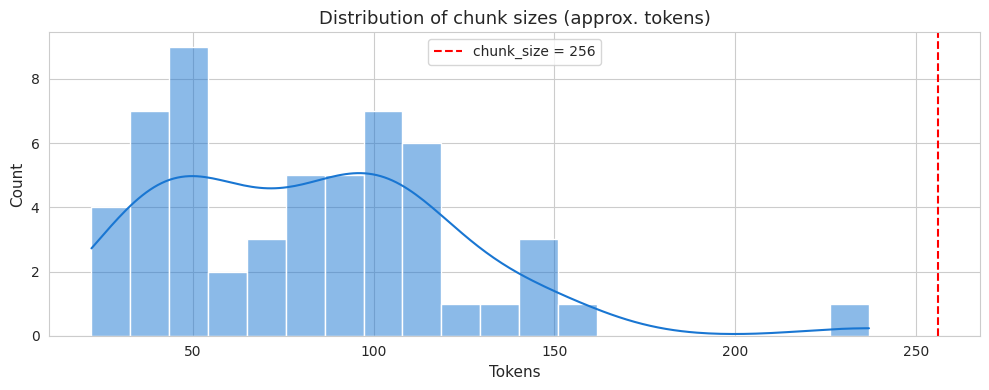 Distribution of chunk sizes (approx. tokens)
chunk_size = 256
8
6
4
2
0
Count
50
100
150
200
250
Tokens